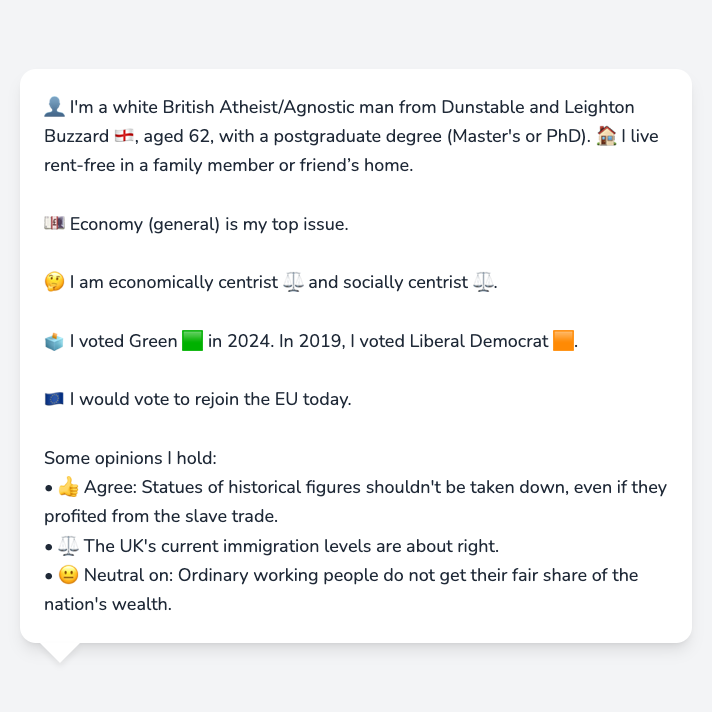 👤 I'm a white British Atheist/Agnostic man from Dunstable and Leighton
Buzzard 🏴󠁧󠁢󠁥󠁮󠁧󠁿, aged 62, with a postgraduate degree (Master's or PhD). 🏠 I live
rent-free in a family member or friend’s home.
💷 Economy (general) is my top issue.
🤔 I am economically centrist ⚖️ and socially centrist ⚖️.
🗳️ I voted Green 🟩 in 2024. In 2019, I voted Liberal Democrat 🟧.
🇪🇺 I would vote to rejoin the EU today.
Some opinions I hold:
• 👍 Agree: Statues of historical figures shouldn't be taken down, even if they
profited from the slave trade.
• ⚖️ The UK's current immigration levels are about right.
• 😐 Neutral on: Ordinary working people do not get their fair share of the
nation's wealth.